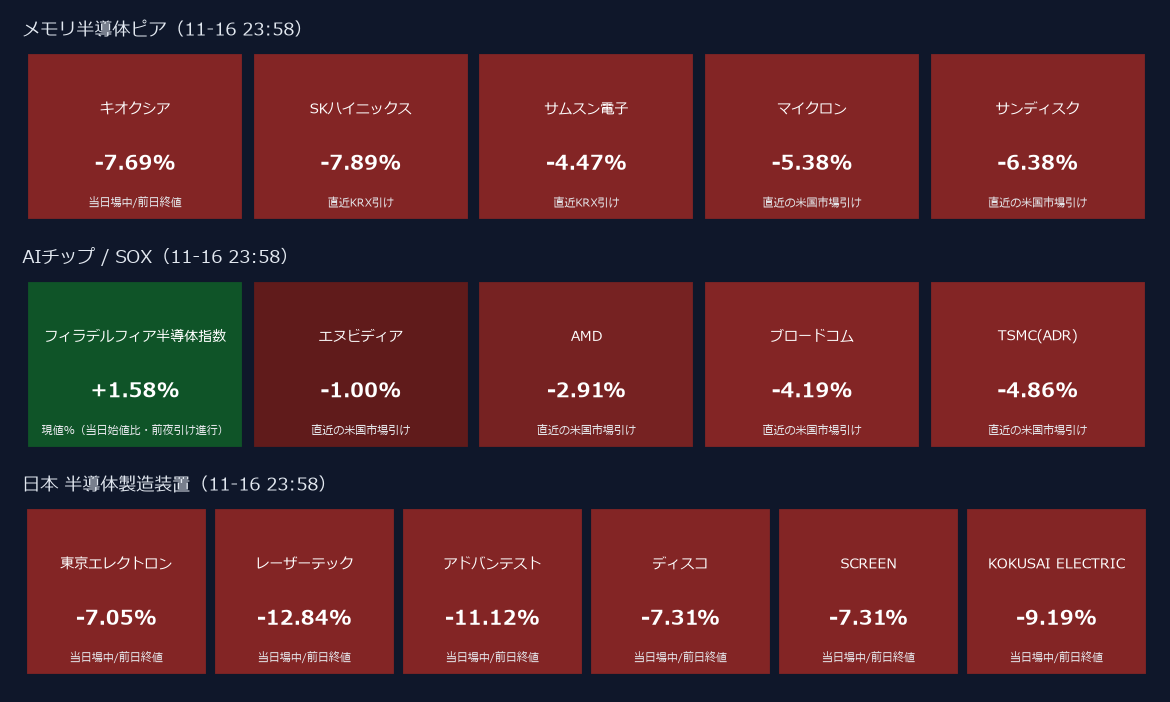 メモリ半導体ピア（11-16 23:58）
キオクシア
-7.69%
当日場中/前日終値
SKハイニックス
-7.89%
直近KRX引け
サムスン電子
-4.47%
直近KRX引け
マイクロン
-5.38%
直近の米国市場引け
サンディスク
-6.38%
直近の米国市場引け
AIチップ / SOX（11-16 23:58）
フィラデルフィア半導体指数
+1.58%
現値%（当日始値比・前夜引け進行）
エヌビディア
-1.00%
直近の米国市場引け
AMD
-2.91%
直近の米国市場引け
ブロードコム
-4.19%
直近の米国市場引け
TSMC(ADR)
-4.86%
直近の米国市場引け
日本 半導体製造装置（11-16 23:58）
東京エレクトロン
-7.05%
当日場中/前日終値
レーザーテック
-12.84%
当日場中/前日終値
アドバンテスト
-11.12%
当日場中/前日終値
ディスコ
-7.31%
当日場中/前日終値
SCREEN
-7.31%
当日場中/前日終値
KOKUSAI ELECTRIC
-9.19%
当日場中/前日終値